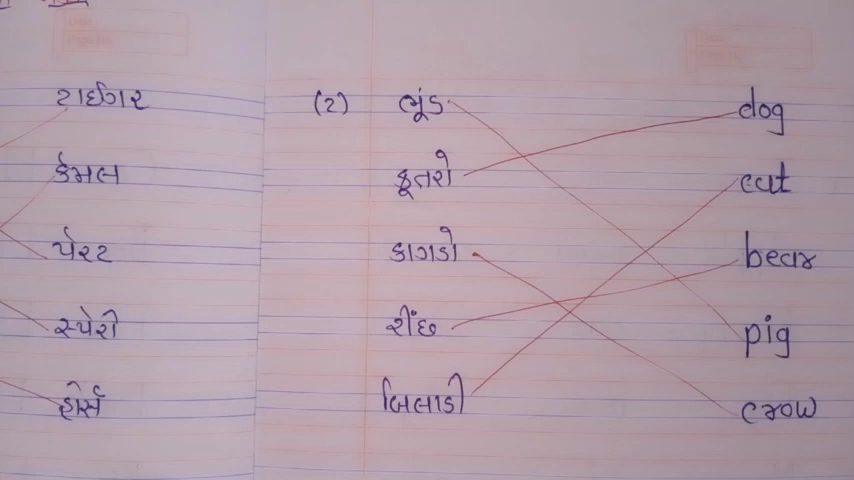 ટાઈગર
કેમલ
પેરટ
સ્પેરો
હોર્સ
(2) ભૂંડ dog
કૂતરો cat
કાગડો bear
રીંછ pig
બિલાડી crow